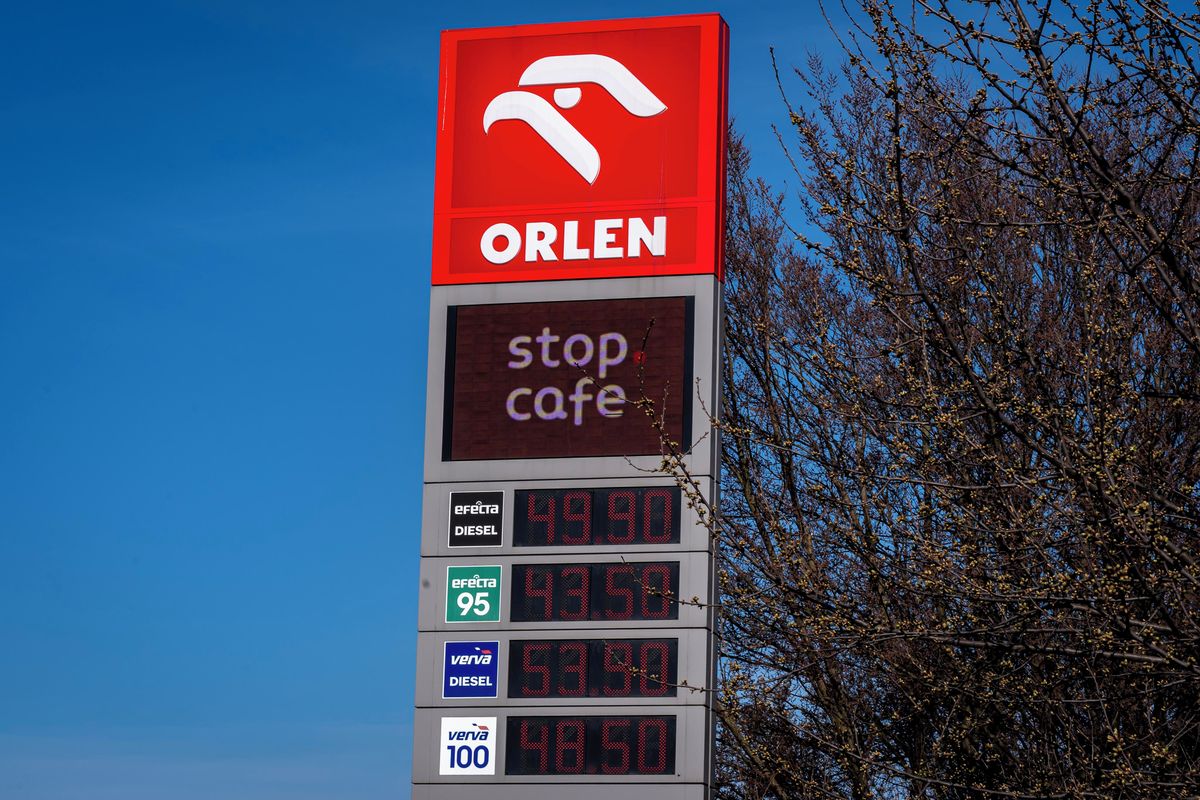 ORLEN
stop
cafe
efecta
DIESEL
49 90
efecta
95
43 50
verva
DIESEL
53 90
verva
100
48 50